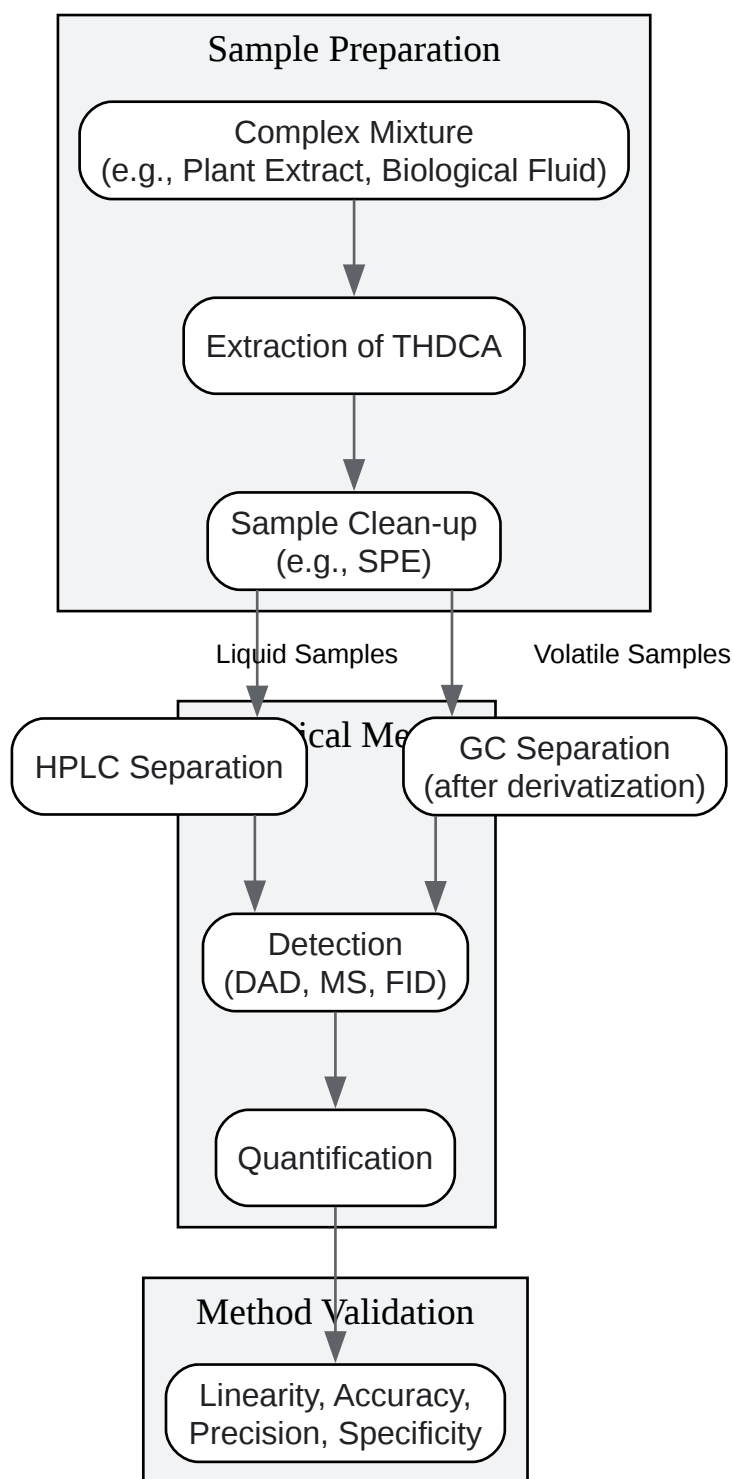 Sample Preparation
Complex Mixture
(e.g., Plant Extract, Biological Fluid)
Extraction of THDCA
Sample Clean-up
(e.g., SPE)
Liquid Samples
Volatile Samples
HPLC Separation
GC Separation
(after derivatization)
Detection
(DAD, MS, FID)
Quantification
Method Validation
Linearity, Accuracy,
Precision, Specificity